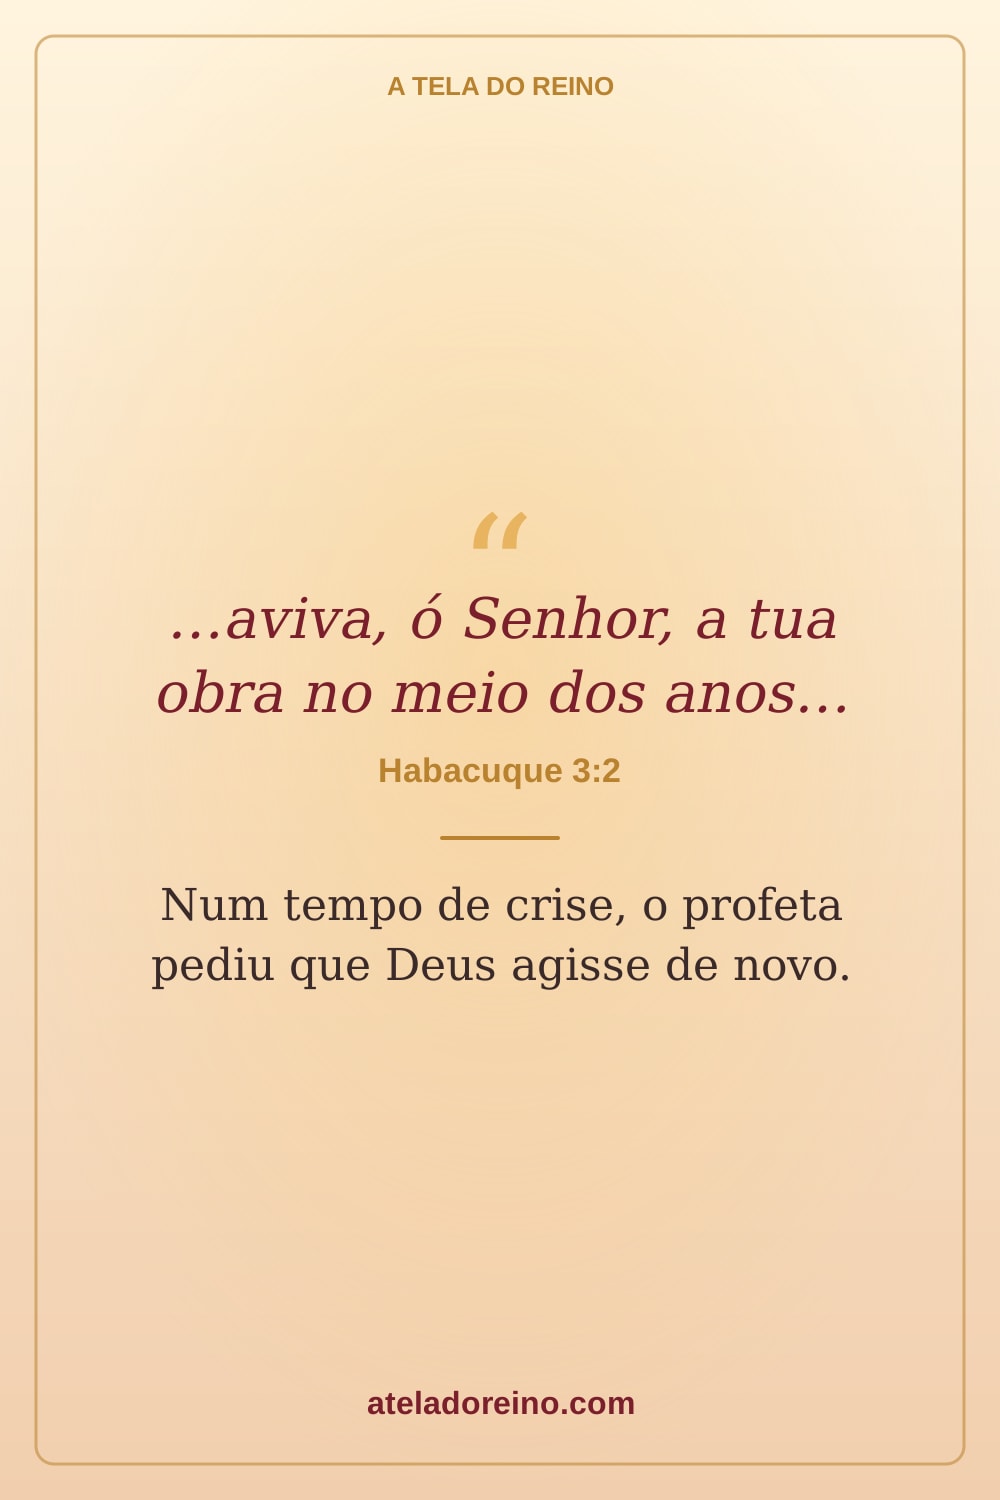 A TELA DO REINO
“
…aviva, ó Senhor, a tua
obra no meio dos anos…
Habacuque 3:2
Num tempo de crise, o profeta
pediu que Deus agisse de novo.
ateladoreino.com